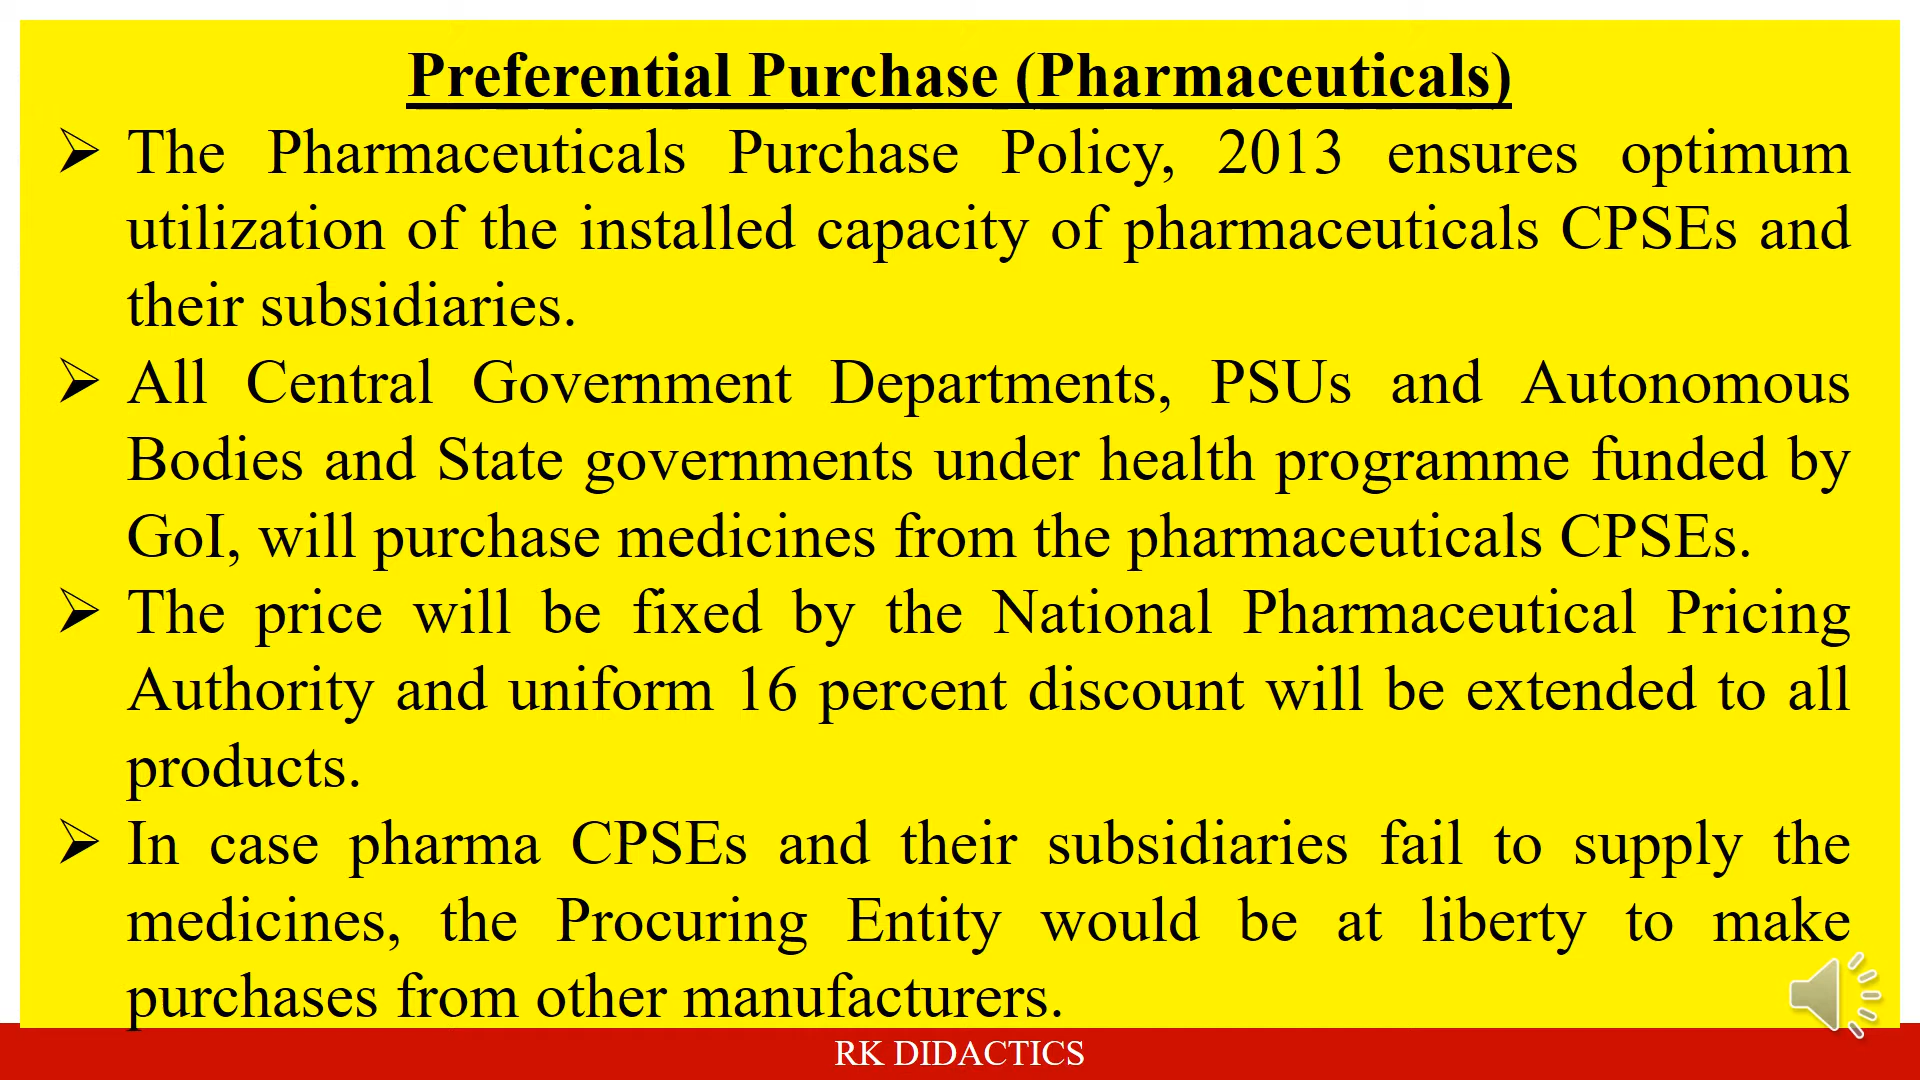 Preferential Purchase (Pharmaceuticals)
➢ The Pharmaceuticals Purchase Policy, 2013 ensures optimum
utilization of the installed capacity of pharmaceuticals CPSEs and
their subsidiaries.
➢ All Central Government Departments, PSUs and Autonomous
Bodies and State governments under health programme funded by
GoI, will purchase medicines from the pharmaceuticals CPSEs.
➢ The price will be fixed by the National Pharmaceutical Pricing
Authority and uniform 16 percent discount will be extended to all
products.
➢ In case pharma CPSEs and their subsidiaries fail to supply the
medicines, the Procuring Entity would be at liberty to make
purchases from other manufacturers.
RK DIDACTICS